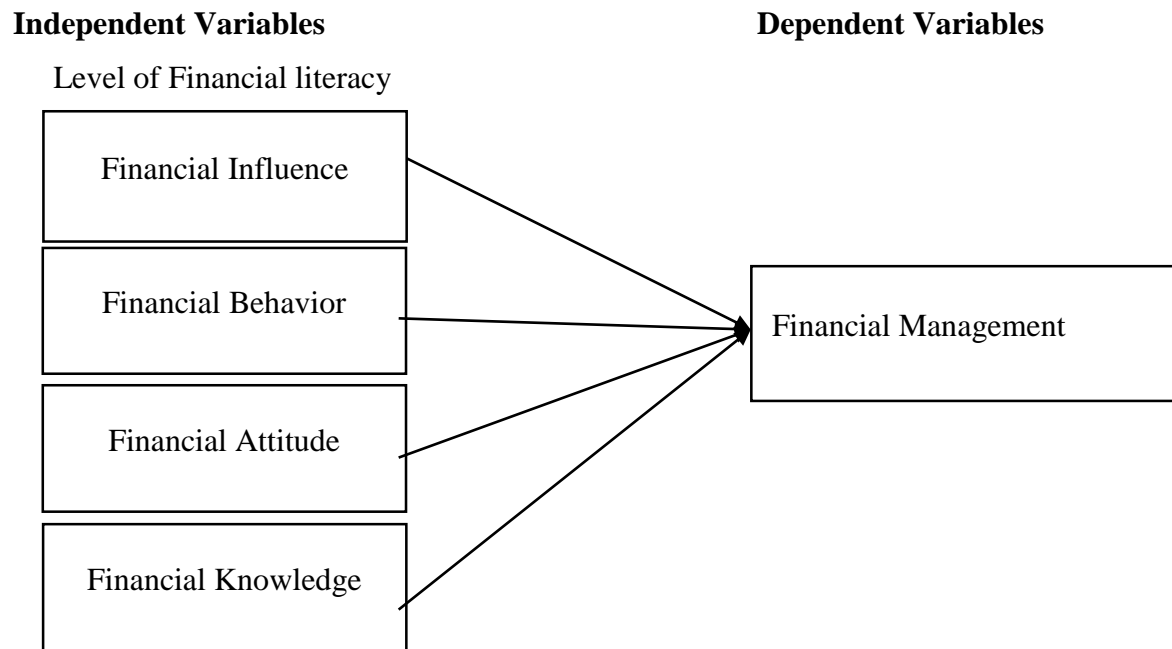 Independent Variables
Dependent Variables
Level of Financial literacy
Financial Influence
Financial Behavior
Financial Management
Financial Attitude
Financial Knowledge